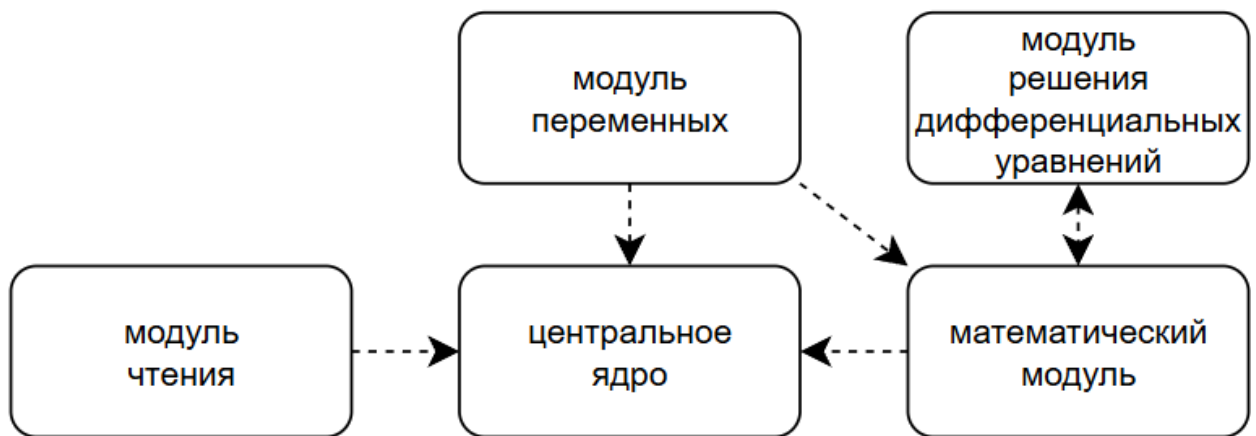 модуль
переменных
модуль
решения
дифференциальных
уравнений
модуль
чтения
центральное
ядро
математический
модуль